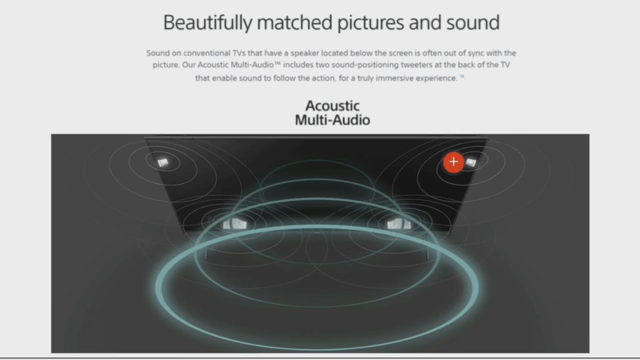 Beautifully matched pictures and sound
Sound on conventional TVs that have a speaker located below the screen is often out of sync with the
picture. Our Acoustic Multi-Audio™ includes two sound-positioning tweeters at the back of the TV
that enable sound to follow the action, for a truly immersive experience.
Acoustic
Multi-Audio